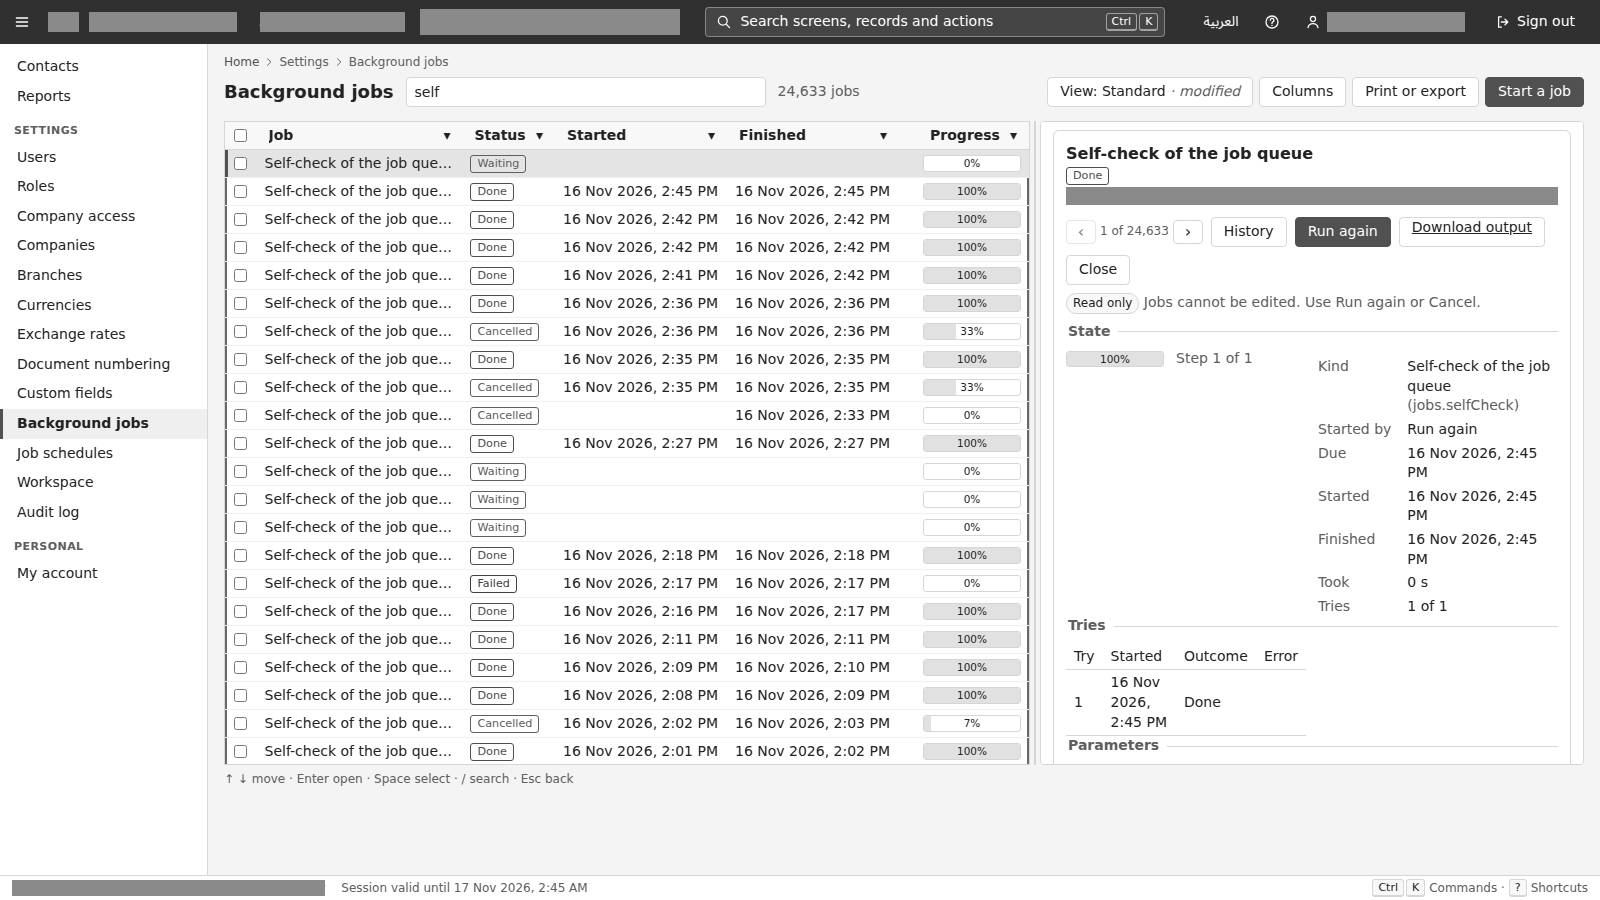 Search screens, records and actions Ctrl K العربية Sign out
Contacts
Reports
SETTINGS
Users
Roles
Company access
Companies
Branches
Currencies
Exchange rates
Document numbering
Custom fields
Background jobs
Job schedules
Workspace
Audit log
PERSONAL
My account
Home > Settings > Background jobs
Background jobs self 24,633 jobs View: Standard · modified Columns Print or export Start a job
Job ▼ Status ▼ Started ▼ Finished ▼ Progress ▼
Self-check of the job que... Waiting 0%
Self-check of the job que... Done 16 Nov 2026, 2:45 PM 16 Nov 2026, 2:45 PM 100%
Self-check of the job que... Done 16 Nov 2026, 2:42 PM 16 Nov 2026, 2:42 PM 100%
Self-check of the job que... Done 16 Nov 2026, 2:42 PM 16 Nov 2026, 2:42 PM 100%
Self-check of the job que... Done 16 Nov 2026, 2:41 PM 16 Nov 2026, 2:42 PM 100%
Self-check of the job que... Done 16 Nov 2026, 2:36 PM 16 Nov 2026, 2:36 PM 100%
Self-check of the job que... Cancelled 16 Nov 2026, 2:36 PM 16 Nov 2026, 2:36 PM 33%
Self-check of the job que... Done 16 Nov 2026, 2:35 PM 16 Nov 2026, 2:35 PM 100%
Self-check of the job que... Cancelled 16 Nov 2026, 2:35 PM 16 Nov 2026, 2:35 PM 33%
Self-check of the job que... Cancelled 16 Nov 2026, 2:33 PM 0%
Self-check of the job que... Done 16 Nov 2026, 2:27 PM 16 Nov 2026, 2:27 PM 100%
Self-check of the job que... Waiting 0%
Self-check of the job que... Waiting 0%
Self-check of the job que... Waiting 0%
Self-check of the job que... Done 16 Nov 2026, 2:18 PM 16 Nov 2026, 2:18 PM 100%
Self-check of the job que... Failed 16 Nov 2026, 2:17 PM 16 Nov 2026, 2:17 PM 0%
Self-check of the job que... Done 16 Nov 2026, 2:16 PM 16 Nov 2026, 2:17 PM 100%
Self-check of the job que... Done 16 Nov 2026, 2:11 PM 16 Nov 2026, 2:11 PM 100%
Self-check of the job que... Done 16 Nov 2026, 2:09 PM 16 Nov 2026, 2:10 PM 100%
Self-check of the job que... Done 16 Nov 2026, 2:08 PM 16 Nov 2026, 2:09 PM 100%
Self-check of the job que... Cancelled 16 Nov 2026, 2:02 PM 16 Nov 2026, 2:03 PM 7%
Self-check of the job que... Done 16 Nov 2026, 2:01 PM 16 Nov 2026, 2:02 PM 100%
↑ ↓ move · Enter open · Space select · / search · Esc back
Self-check of the job queue
Done
‹ 1 of 24,633 › History Run again Download output
Close
Read only Jobs cannot be edited. Use Run again or Cancel.
State
100% Step 1 of 1
Kind Self-check of the job
queue
(jobs.selfCheck)
Started by Run again
Due 16 Nov 2026, 2:45
PM
Started 16 Nov 2026, 2:45
PM
Finished 16 Nov 2026, 2:45
PM
Took 0 s
Tries 1 of 1
Tries
Try Started Outcome Error
1 16 Nov
2026,
2:45 PM Done
Parameters
Session valid until 17 Nov 2026, 2:45 AM Ctrl K Commands · ? Shortcuts